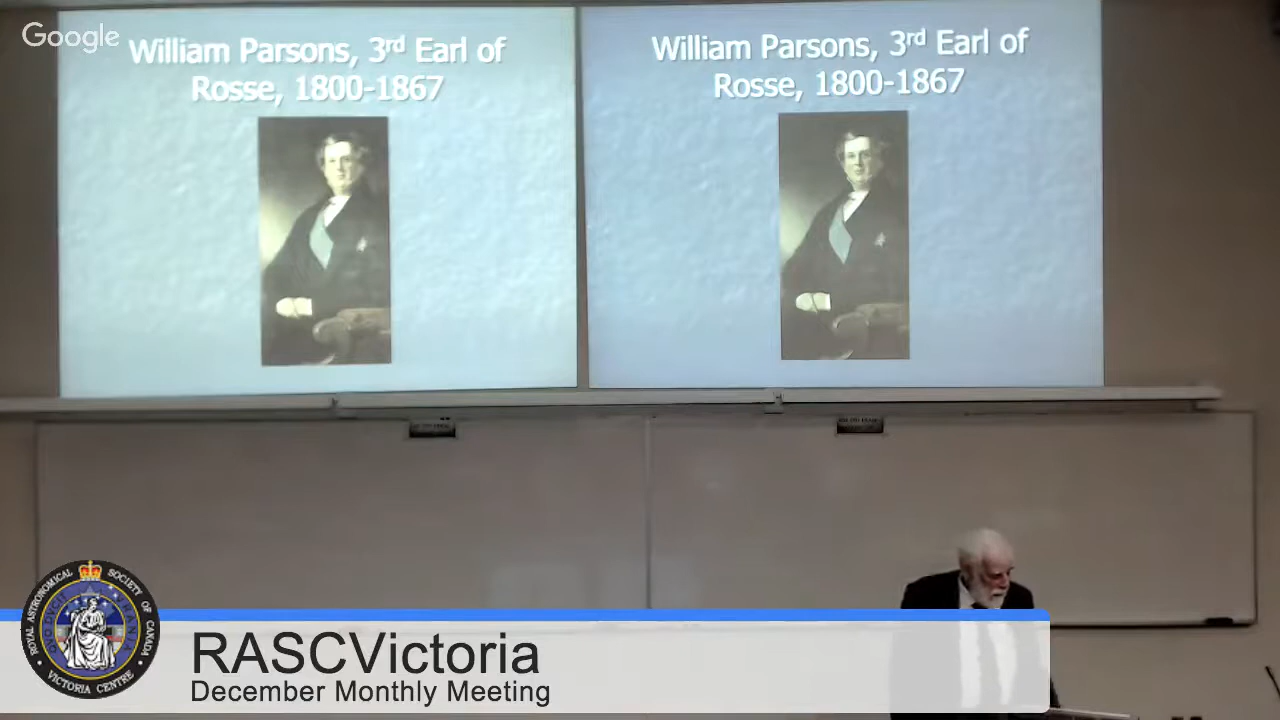 Google
William Parsons, 3rd Earl of
Rosse, 1800-1867
William Parsons, 3rd Earl of
Rosse, 1800-1867
ROYAL ASTRONOMICAL SOCIETY OF CANADA
VICTORIA CENTRE
RASCVictoria
December Monthly Meeting